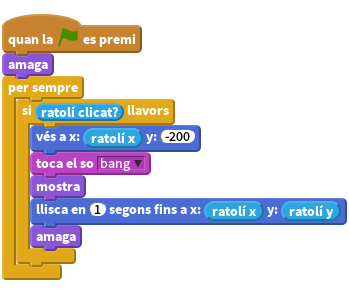 quan la es premi
amaga
per sempre
si ratolí clicat? llavors
vés a x: ratolí x y: -200
toca el so bang
mostra
llisca en 1 segons fins a x: ratolí x y: ratolí y
amaga